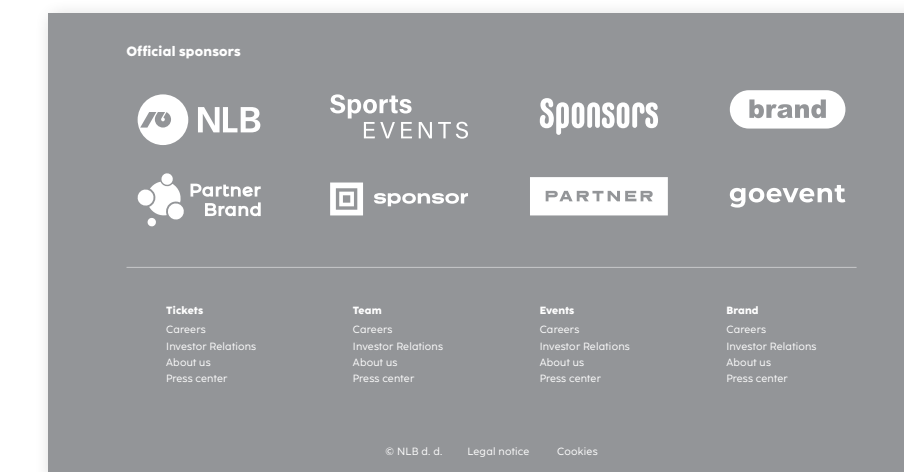 Official sponsors
NLB
Sports
EVENTS
Sponsors
brand
Partner
Brand
sponsor
PARTNER
goevent
Tickets
Careers
Investor Relations
About us
Press center
Team
Careers
Investor Relations
About us
Press center
Events
Careers
Investor Relations
About us
Press center
Brand
Careers
Investor Relations
About us
Press center
© NLB d. d. Legal notice Cookies